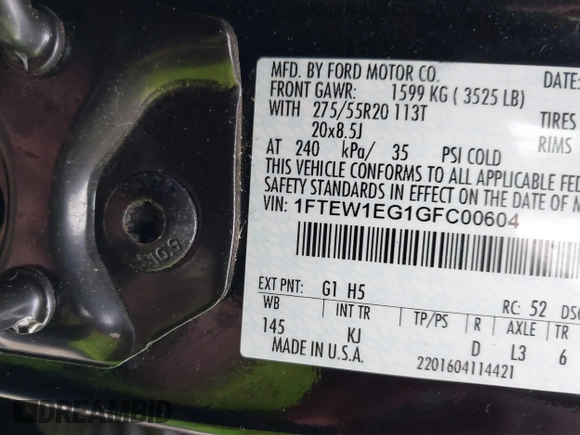 MFD. BY FORD MOTOR CO.
DATE:
FRONT GAWR: 1599 KG ( 3525 LB)
WITH 275/55R20 113T
TIRES
20x8.5J
RIMS
AT 240 kPa/ 35 PSI COLD
THIS VEHICLE CONFORMS TO ALL APPLICABLE FE
SAFETY STANDARDS IN EFFECT ON THE DATE OF
VIN: 1FTEW1EG1GFC00604
EXT PNT: G1 H5
RC: 52 DS
WB INT TR TP/PS R AXLE TR
145 KJ D L3 6
MADE IN U.S.A.
2201604114421
DREAMBID